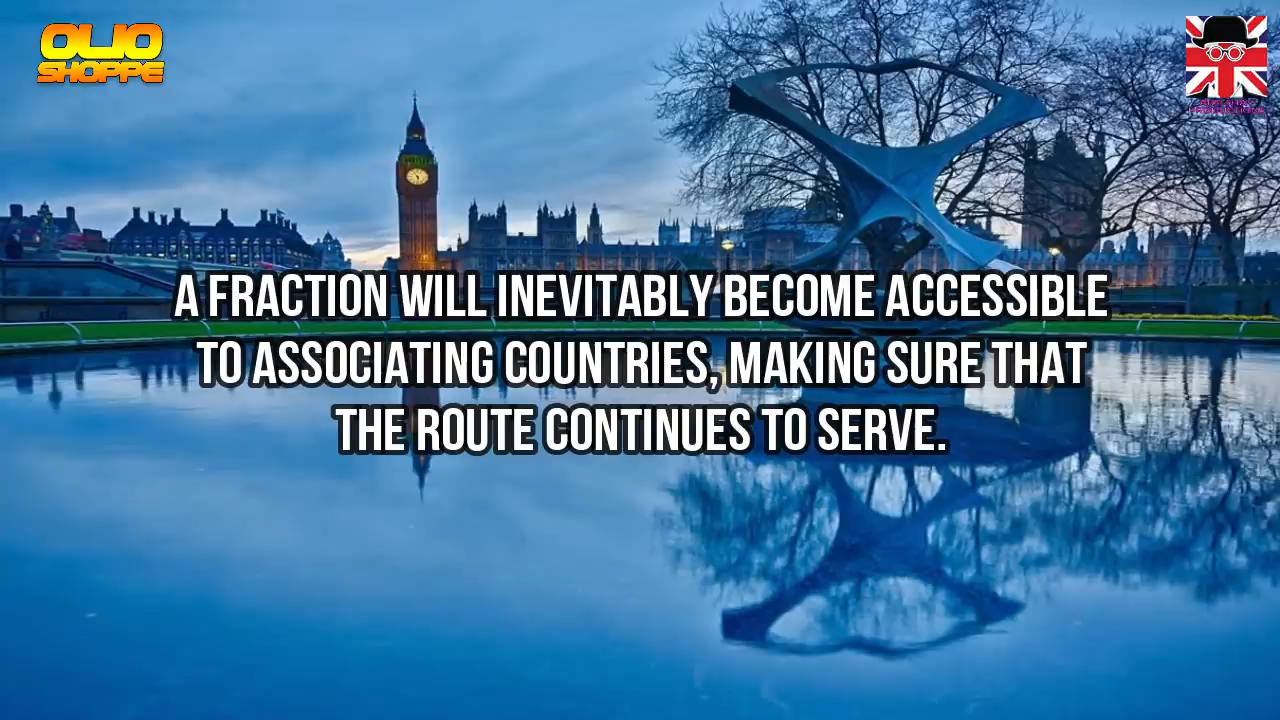 OLIO
SHOPPE
A FRACTION WILL INEVITABLY BECOME ACCESSIBLE
TO ASSOCIATING COUNTRIES, MAKING SURE THAT
THE ROUTE CONTINUES TO SERVE.